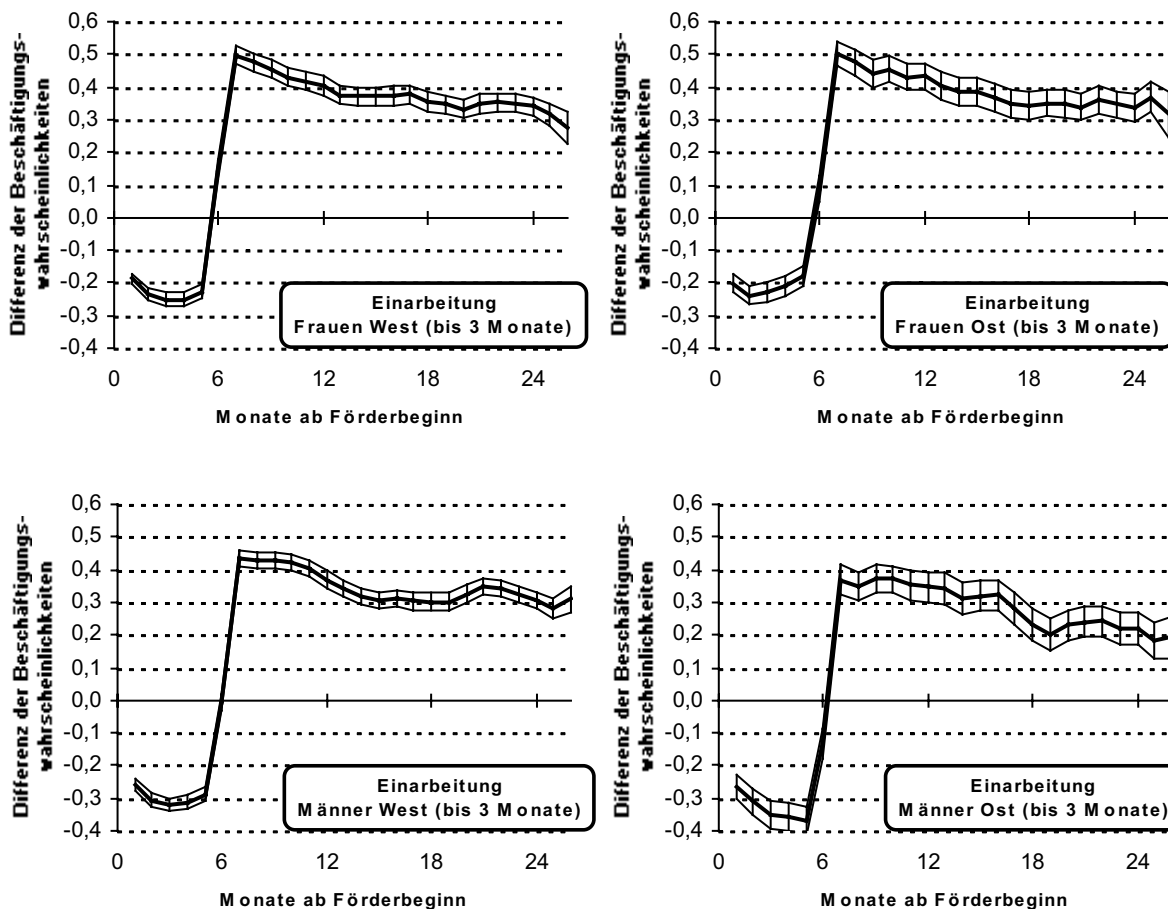 Differenz der Beschäftigungs-
wahrscheinlichkeiten
0,6
0,5
0,4
0,3
0,2
0,1
0,0
-0,1
-0,2
-0,3
-0,4
Einarbeitung
Frauen West (bis 3 Monate)
0 6 12 18 24
Monate ab Förderbeginn
Differenz der Beschäftigungs-
wahrscheinlichkeiten
0,6
0,5
0,4
0,3
0,2
0,1
0,0
-0,1
-0,2
-0,3
-0,4
Einarbeitung
Frauen Ost (bis 3 Monate)
0 6 12 18 24
Monate ab Förderbeginn
Differenz der Beschäftigungs-
wahrscheinlichkeiten
0,6
0,5
0,4
0,3
0,2
0,1
0,0
-0,1
-0,2
-0,3
-0,4
Einarbeitung
Männer West (bis 3 Monate)
0 6 12 18 24
Monate ab Förderbeginn
Differenz der Beschäftigungs-
wahrscheinlichkeiten
0,6
0,5
0,4
0,3
0,2
0,1
0,0
-0,1
-0,2
-0,3
-0,4
Einarbeitung
Männer Ost (bis 3 Monate)
0 6 12 18 24
Monate ab Förderbeginn